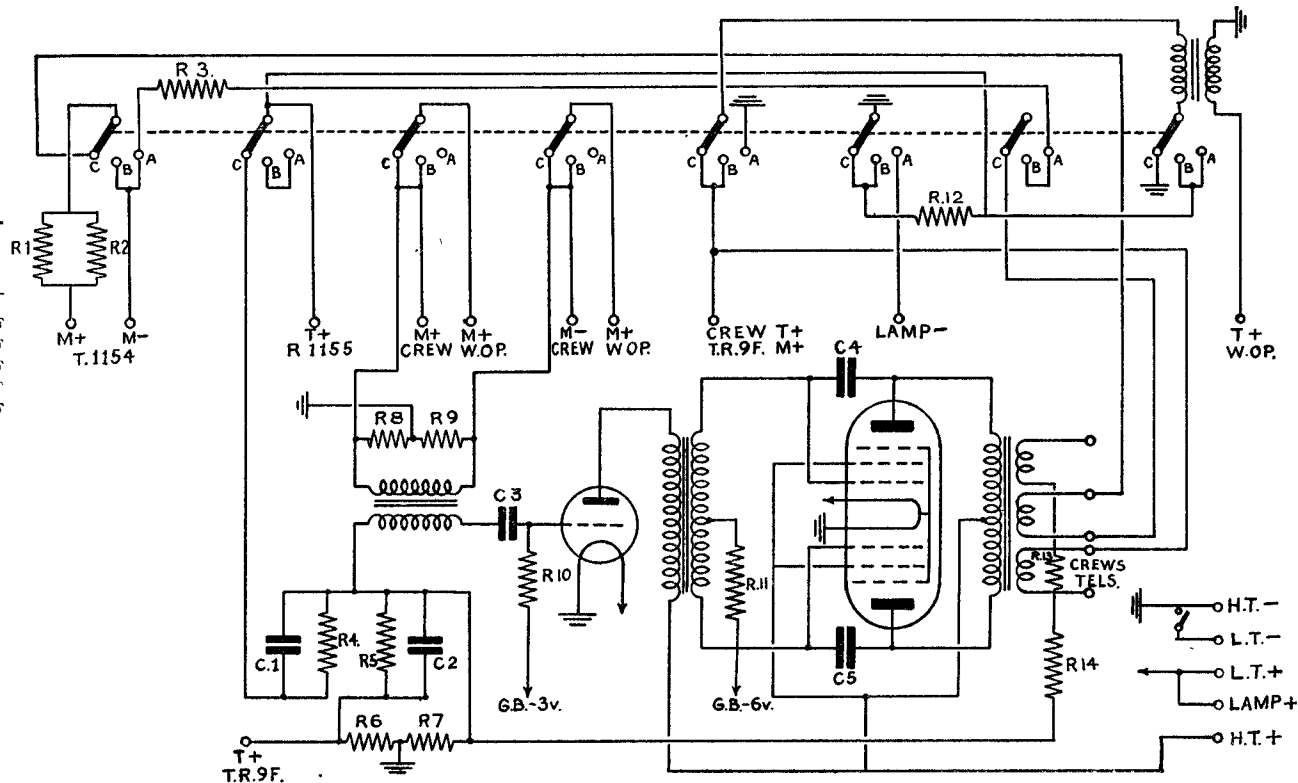 R 3.
C B A
C B A
C B A
C B A
C B A
C B A
C B A
C B A
R1 R2
R.12
M+ M-
T.1154
T+
R 1155
M+ M+
CREW W.OP.
M- M+
CREW W.OP.
CREW T+
T.R.9F. M+
LAMP-
T+
W.OP.
C4
R8 R9
C3
R10
R.11
R.13
CREWS
TELS.
H.T.-
L.T.-
L.T.+
LAMP+
H.T.+
C.1 R4. R5 C2
C5
R14
G.B.-3v.
G.B.-6v.
R6 R7
T+
T.R.9F.